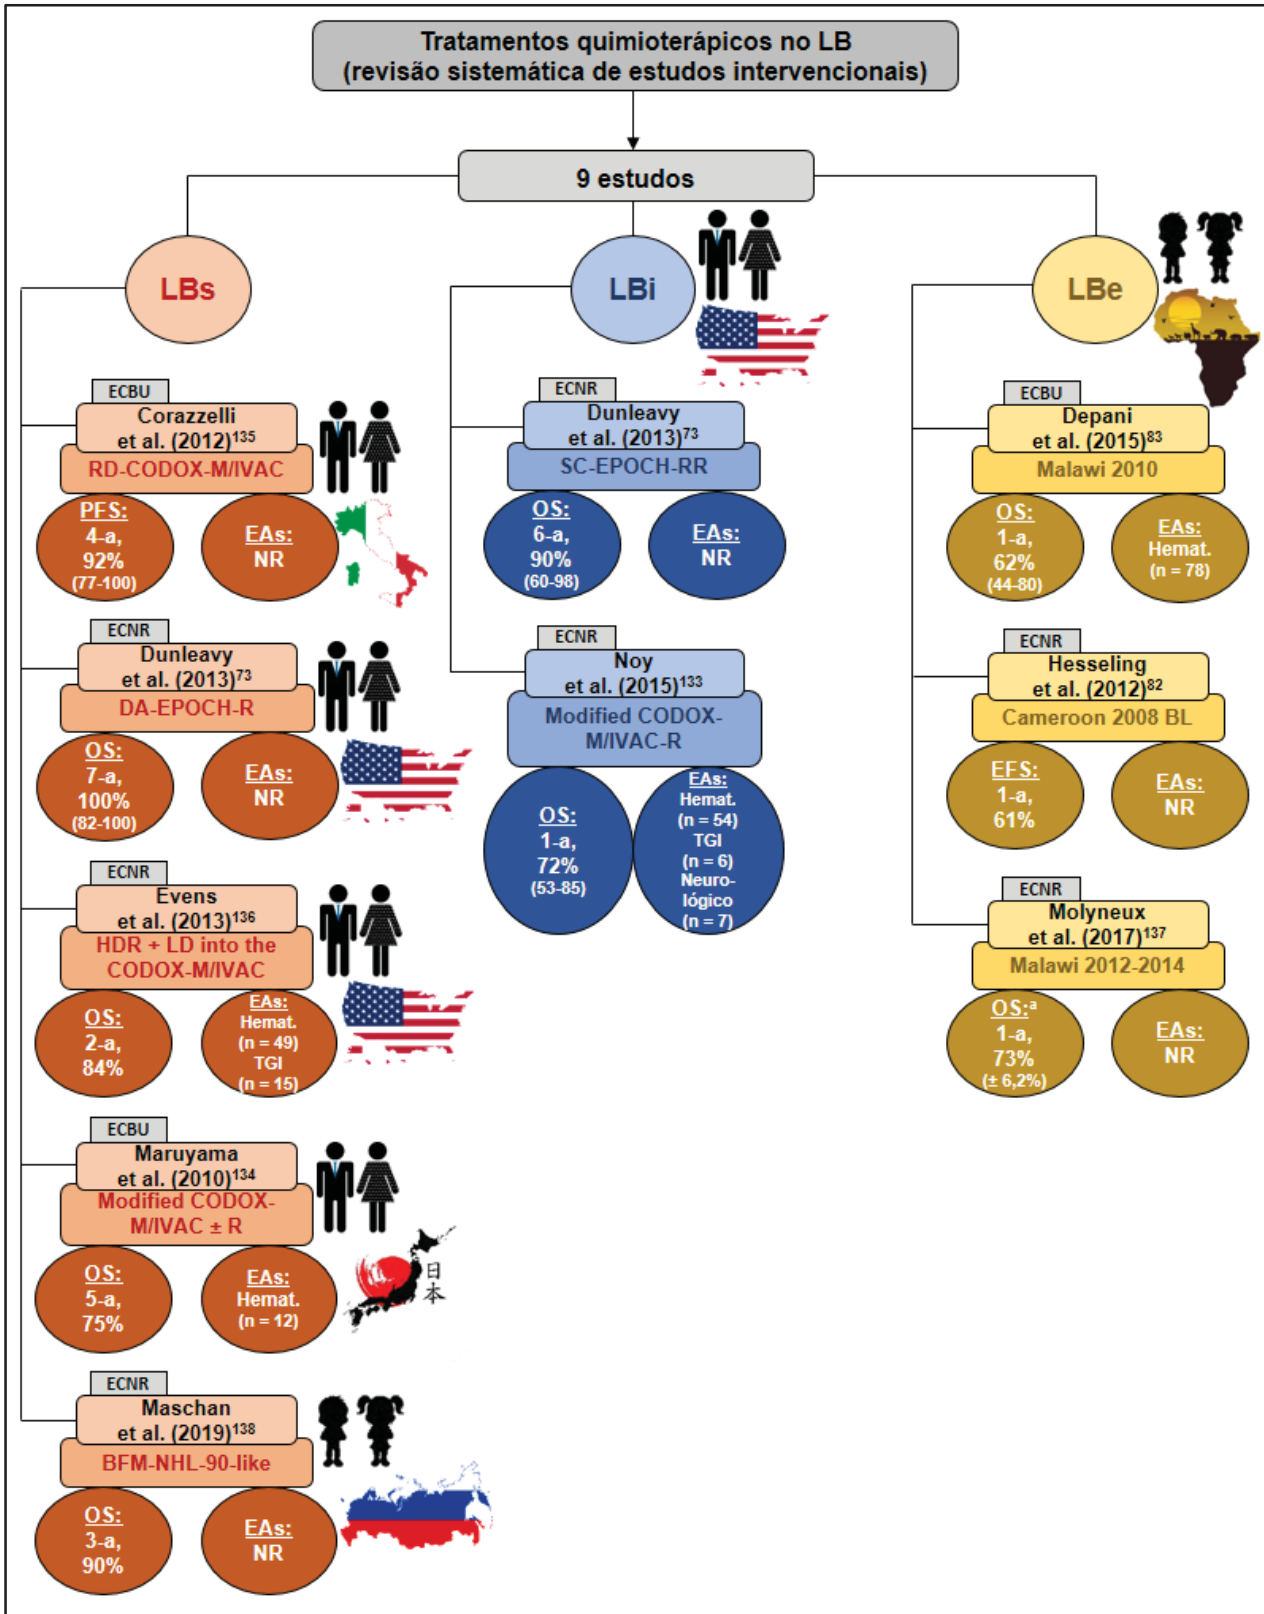 Tratamentos quimioterápicos no LB
(revisão sistemática de estudos intervencionais)
9 estudos
LBs
ECBU
Corazzelli
et al. (2012)¹³⁵
RD-CODOX-M/IVAC
PFS:
4-a,
92%
(77-100)
EAs:
NR
ECNR
Dunleavy
et al. (2013)⁷³
DA-EPOCH-R
OS:
7-a,
100%
(82-100)
EAs:
NR
ECNR
Evens
et al. (2013)¹³⁶
HDR + LD into the
CODOX-M/IVAC
OS:
2-a,
84%
EAs:
Hemat.
(n = 49)
TGI
(n = 15)
ECBU
Maruyama
et al. (2010)¹³⁴
Modified CODOX-
M/IVAC ± R
OS:
5-a,
75%
EAs:
Hemat.
(n = 12)
日
本
ECNR
Maschan
et al. (2019)¹³⁸
BFM-NHL-90-like
OS:
3-a,
90%
EAs:
NR
LBi
ECNR
Dunleavy
et al. (2013)⁷³
SC-EPOCH-RR
OS:
6-a,
90%
(60-98)
EAs:
NR
ECNR
Noy
et al. (2015)¹³³
Modified CODOX-
M/IVAC-R
OS:
1-a,
72%
(53-85)
EAs:
Hemat.
(n = 54)
TGI
(n = 6)
Neuro-
lógico
(n = 7)
LBe
ECBU
Depani
et al. (2015)⁸³
Malawi 2010
OS:
1-a,
62%
(44-80)
EAs:
Hemat.
(n = 78)
ECNR
Hesseling
et al. (2012)⁸²
Cameroon 2008 BL
EFS:
1-a,
61%
EAs:
NR
ECNR
Molyneux
et al. (2017)¹³⁷
Malawi 2012-2014
OS:ᵃ
1-a,
73%
(± 6,2%)
EAs:
NR